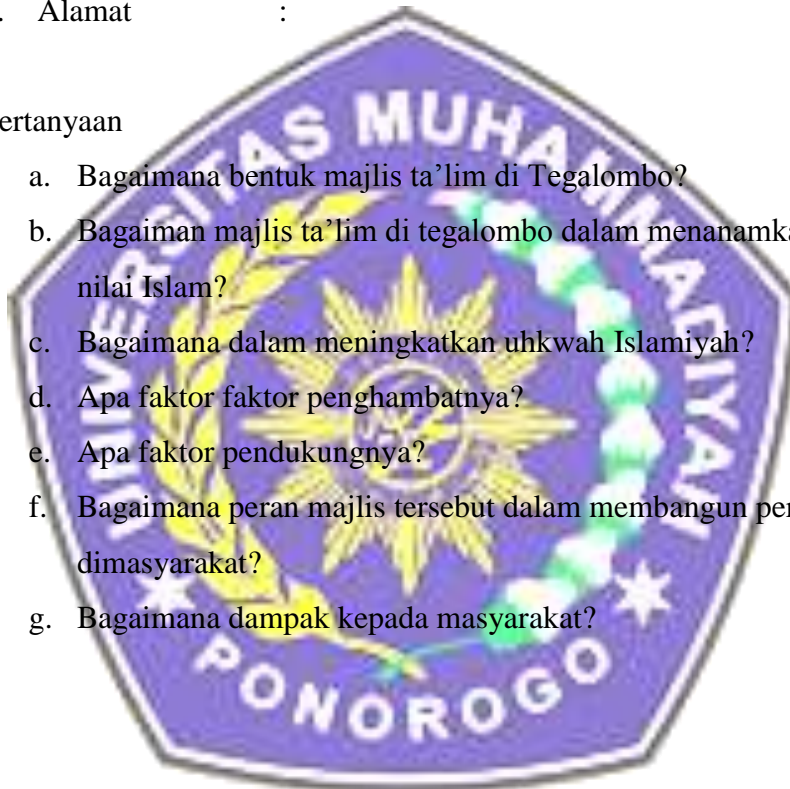 . Alamat :
ertanyaan
a. Bagaimana bentuk majlis ta’lim di Tegalombo?
b. Bagaiman majlis ta’lim di tegalombo dalam menanamka
nilai Islam?
c. Bagaimana dalam meningkatkan uhkwah Islamiyah?
d. Apa faktor faktor penghambatnya?
e. Apa faktor pendukungnya?
f. Bagaimana peran majlis tersebut dalam membangun per
dimasyarakat?
g. Bagaimana dampak kepada masyarakat?
UNIVERSITAS MUHAMMADIYAH
PONOROGO